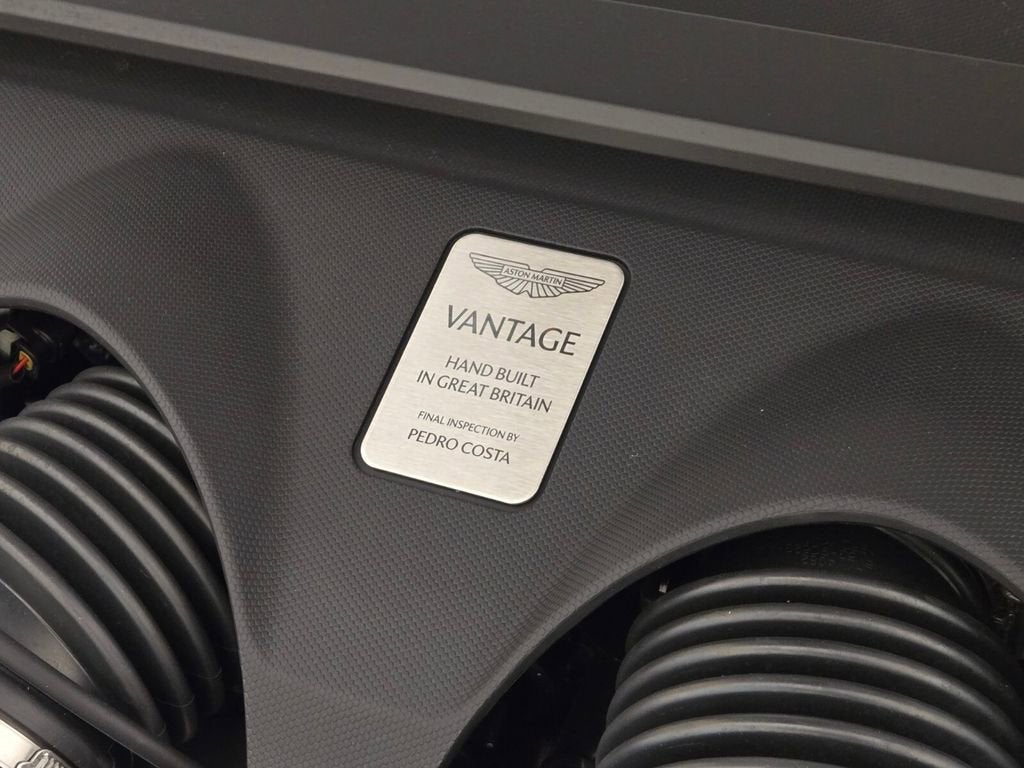 ASTON MARTIN
VANTAGE
HAND BUILT
IN GREAT BRITAIN
FINAL INSPECTION BY
PEDRO COSTA